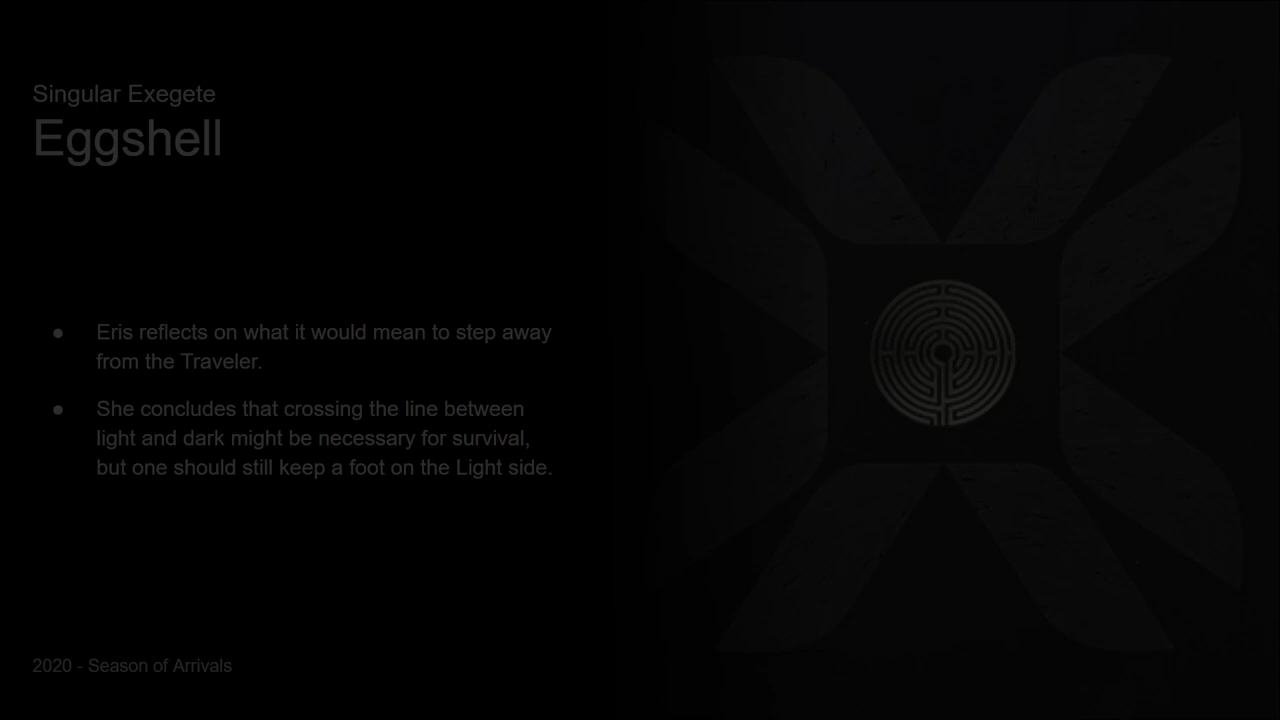 Singular Exegete
Eggshell
● Eris reflects on what it would mean to step away
from the Traveler.
● She concludes that crossing the line between
light and dark might be necessary for survival,
but one should still keep a foot on the Light side.
2020 - Season of Arrivals